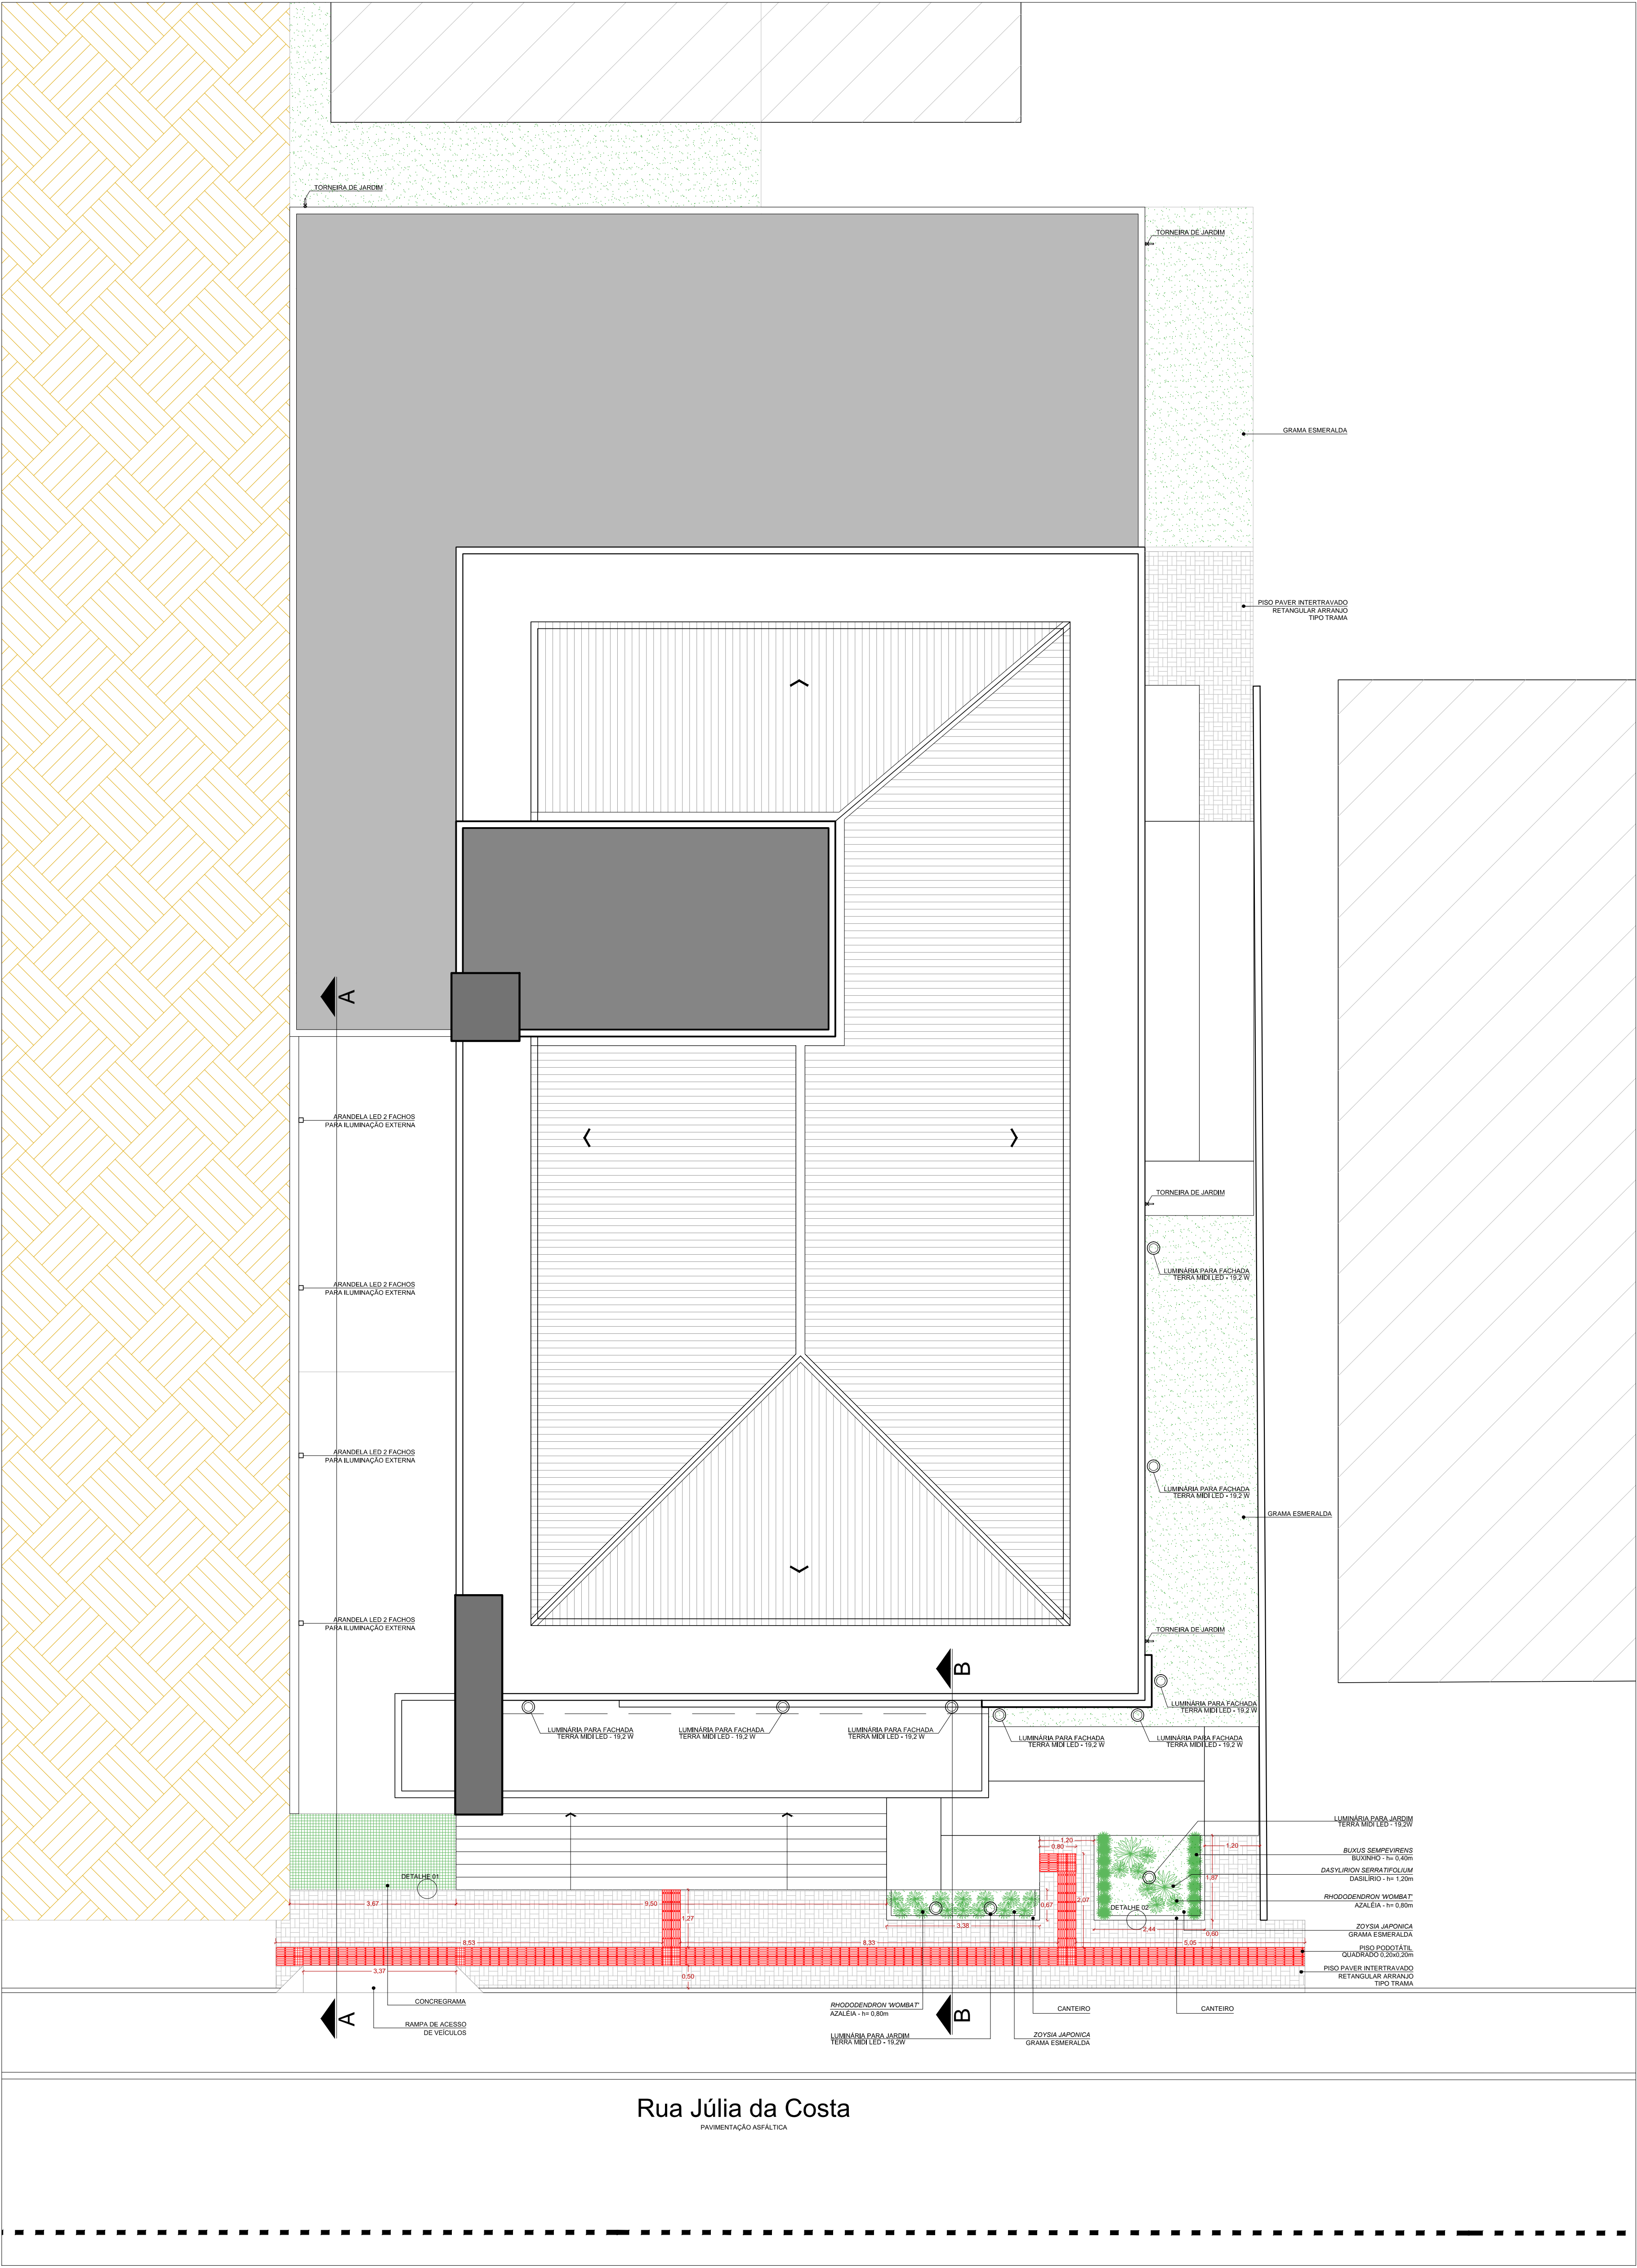 TORNEIRA DE JARDIM
TORNEIRA DE JARDIM
GRAMA ESMERALDA
PISO PAVER INTERTRAVADO
RETANGULAR ARRANJO
TIPO TRAMA
A
ARANDELA LED 2 FACHOS
PARA ILUMINAÇÃO EXTERNA
TORNEIRA DE JARDIM
LUMINÁRIA PARA FACHADA
TERRA MIDI LED - 19,2 W
ARANDELA LED 2 FACHOS
PARA ILUMINAÇÃO EXTERNA
ARANDELA LED 2 FACHOS
PARA ILUMINAÇÃO EXTERNA
LUMINÁRIA PARA FACHADA
TERRA MIDI LED - 19,2 W
GRAMA ESMERALDA
ARANDELA LED 2 FACHOS
PARA ILUMINAÇÃO EXTERNA
TORNEIRA DE JARDIM
B
LUMINÁRIA PARA FACHADA
TERRA MIDI LED - 19,2 W
LUMINÁRIA PARA FACHADA
TERRA MIDI LED - 19,2 W
LUMINÁRIA PARA FACHADA
TERRA MIDI LED - 19,2 W
LUMINÁRIA PARA FACHADA
TERRA MIDI LED - 19,2 W
LUMINÁRIA PARA FACHADA
TERRA MIDI LED - 19,2 W
LUMINÁRIA PARA FACHADA
TERRA MIDI LED - 19,2 W
LUMINÁRIA PARA JARDIM
TERRA MIDI LED - 19,2W
1,20
0,80
1,20
BUXUS SEMPEVIRENS
BUXINHO - h= 0,40m
DASYLIRION SERRATIFOLIUM
DASILÍRIO - h= 1,20m
DETALHE 01
1,87
RHODODENDRON 'WOMBAT'
AZALÉIA - h= 0,80m
3,67
9,50
0,67
2,07
DETALHE 02
1,27
3,38
2,44
0,60
ZOYSIA JAPONICA
GRAMA ESMERALDA
8,53
8,33
5,05
PISO PODOTÁTIL
QUADRADO 0,20x0,20m
3,37
0,50
PISO PAVER INTERTRAVADO
RETANGULAR ARRANJO
TIPO TRAMA
CONCREGRAMA
A
RAMPA DE ACESSO
DE VEÍCULOS
RHODODENDRON 'WOMBAT'
AZALÉIA - h= 0,80m
B
CANTEIRO
CANTEIRO
LUMINÁRIA PARA JARDIM
TERRA MIDI LED - 19,2W
ZOYSIA JAPONICA
GRAMA ESMERALDA
Rua Júlia da Costa
PAVIMENTAÇÃO ASFÁLTICA